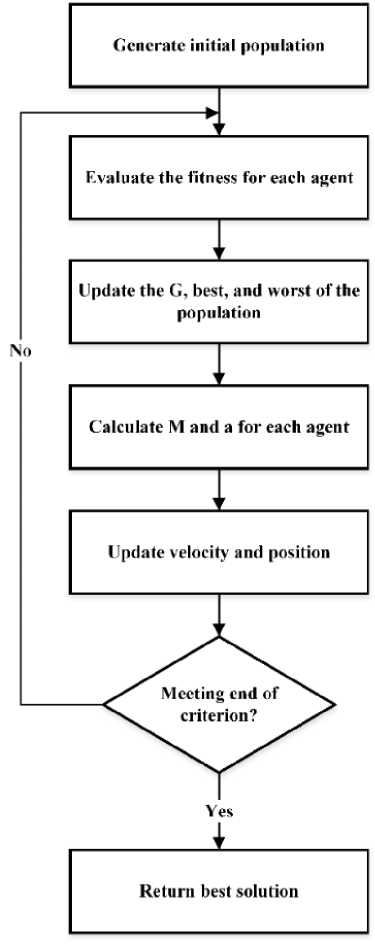 Generate initial population
Evaluate the fitness for each agent
Update the G, best, and worst of the
population
No
Calculate M and a for each agent
Update velocity and position
Meeting end of
criterion?
Yes
Return best solution